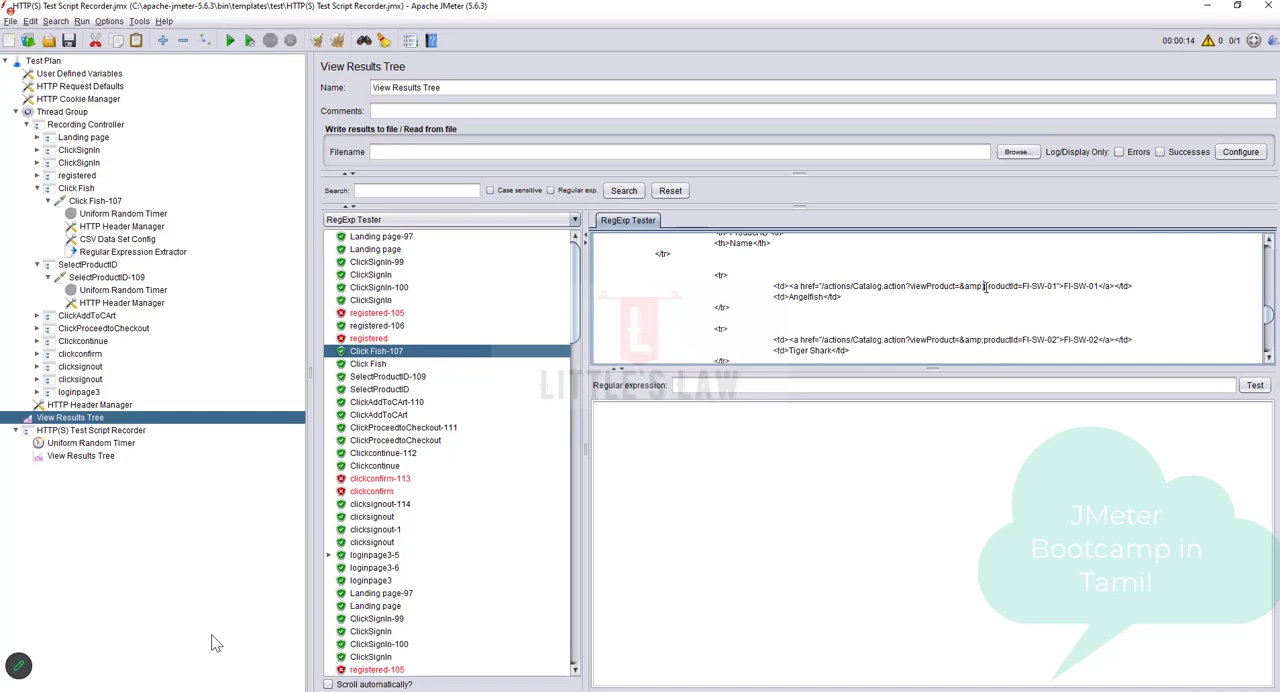 HTTP(S) Test Script Recorder.jmx (C:\apache-jmeter-5.6.3\bin\templates\test\HTTP(S) Test Script Recorder.jmx) - Apache JMeter (5.6.3)
File Edit Search Run Options Tools Help
00:00:14 0 0/1
Test Plan
User Defined Variables
HTTP Request Defaults
HTTP Cookie Manager
Thread Group
Recording Controller
Landing page
ClickSignIn
ClickSignIn
registered
Click Fish
Click Fish-107
Uniform Random Timer
HTTP Header Manager
CSV Data Set Config
Regular Expression Extractor
SelectProductID
SelectProductID-109
Uniform Random Timer
HTTP Header Manager
ClickAddToCArt
ClickProceedtoCheckout
Clickcontinue
clickconfirm
clicksignout
clicksignout
loginpage3
HTTP Header Manager
View Results Tree
HTTP(S) Test Script Recorder
Uniform Random Timer
View Results Tree
View Results Tree
Name: View Results Tree
Comments:
Write results to file / Read from file
Filename Browse... Log/Display Only: Errors Successes Configure
Search: Case sensitive Regular exp. Search Reset
RegExp Tester
Landing page-97
Landing page
ClickSignIn-99
ClickSignIn
ClickSignIn-100
ClickSignIn
registered-105
registered-106
registered
Click Fish-107
Click Fish
SelectProductID-109
SelectProductID
ClickAddToCArt-110
ClickAddToCArt
ClickProceedtoCheckout-111
ClickProceedtoCheckout
Clickcontinue-112
Clickcontinue
clickconfirm-113
clickconfirm
clicksignout-114
clicksignout
clicksignout-1
clicksignout
loginpage3-5
loginpage3-6
loginpage3
Landing page-97
Landing page
ClickSignIn-99
ClickSignIn
ClickSignIn-100
ClickSignIn
registered-105
Scroll automatically?
RegExp Tester
<th>Name</th>
</tr>
<tr>
<td><a href="/actions/Catalog.action?viewProduct=&amp;productId=FI-SW-01">FI-SW-01</a></td>
<td>Angelfish</td>
</tr>
<tr>
<td><a href="/actions/Catalog.action?viewProduct=&amp;productId=FI-SW-02">FI-SW-02</a></td>
<td>Tiger Shark</td>
</tr>
Regular expression: Test
LITTLE'S LAW
JMeter
Bootcamp in
Tamil